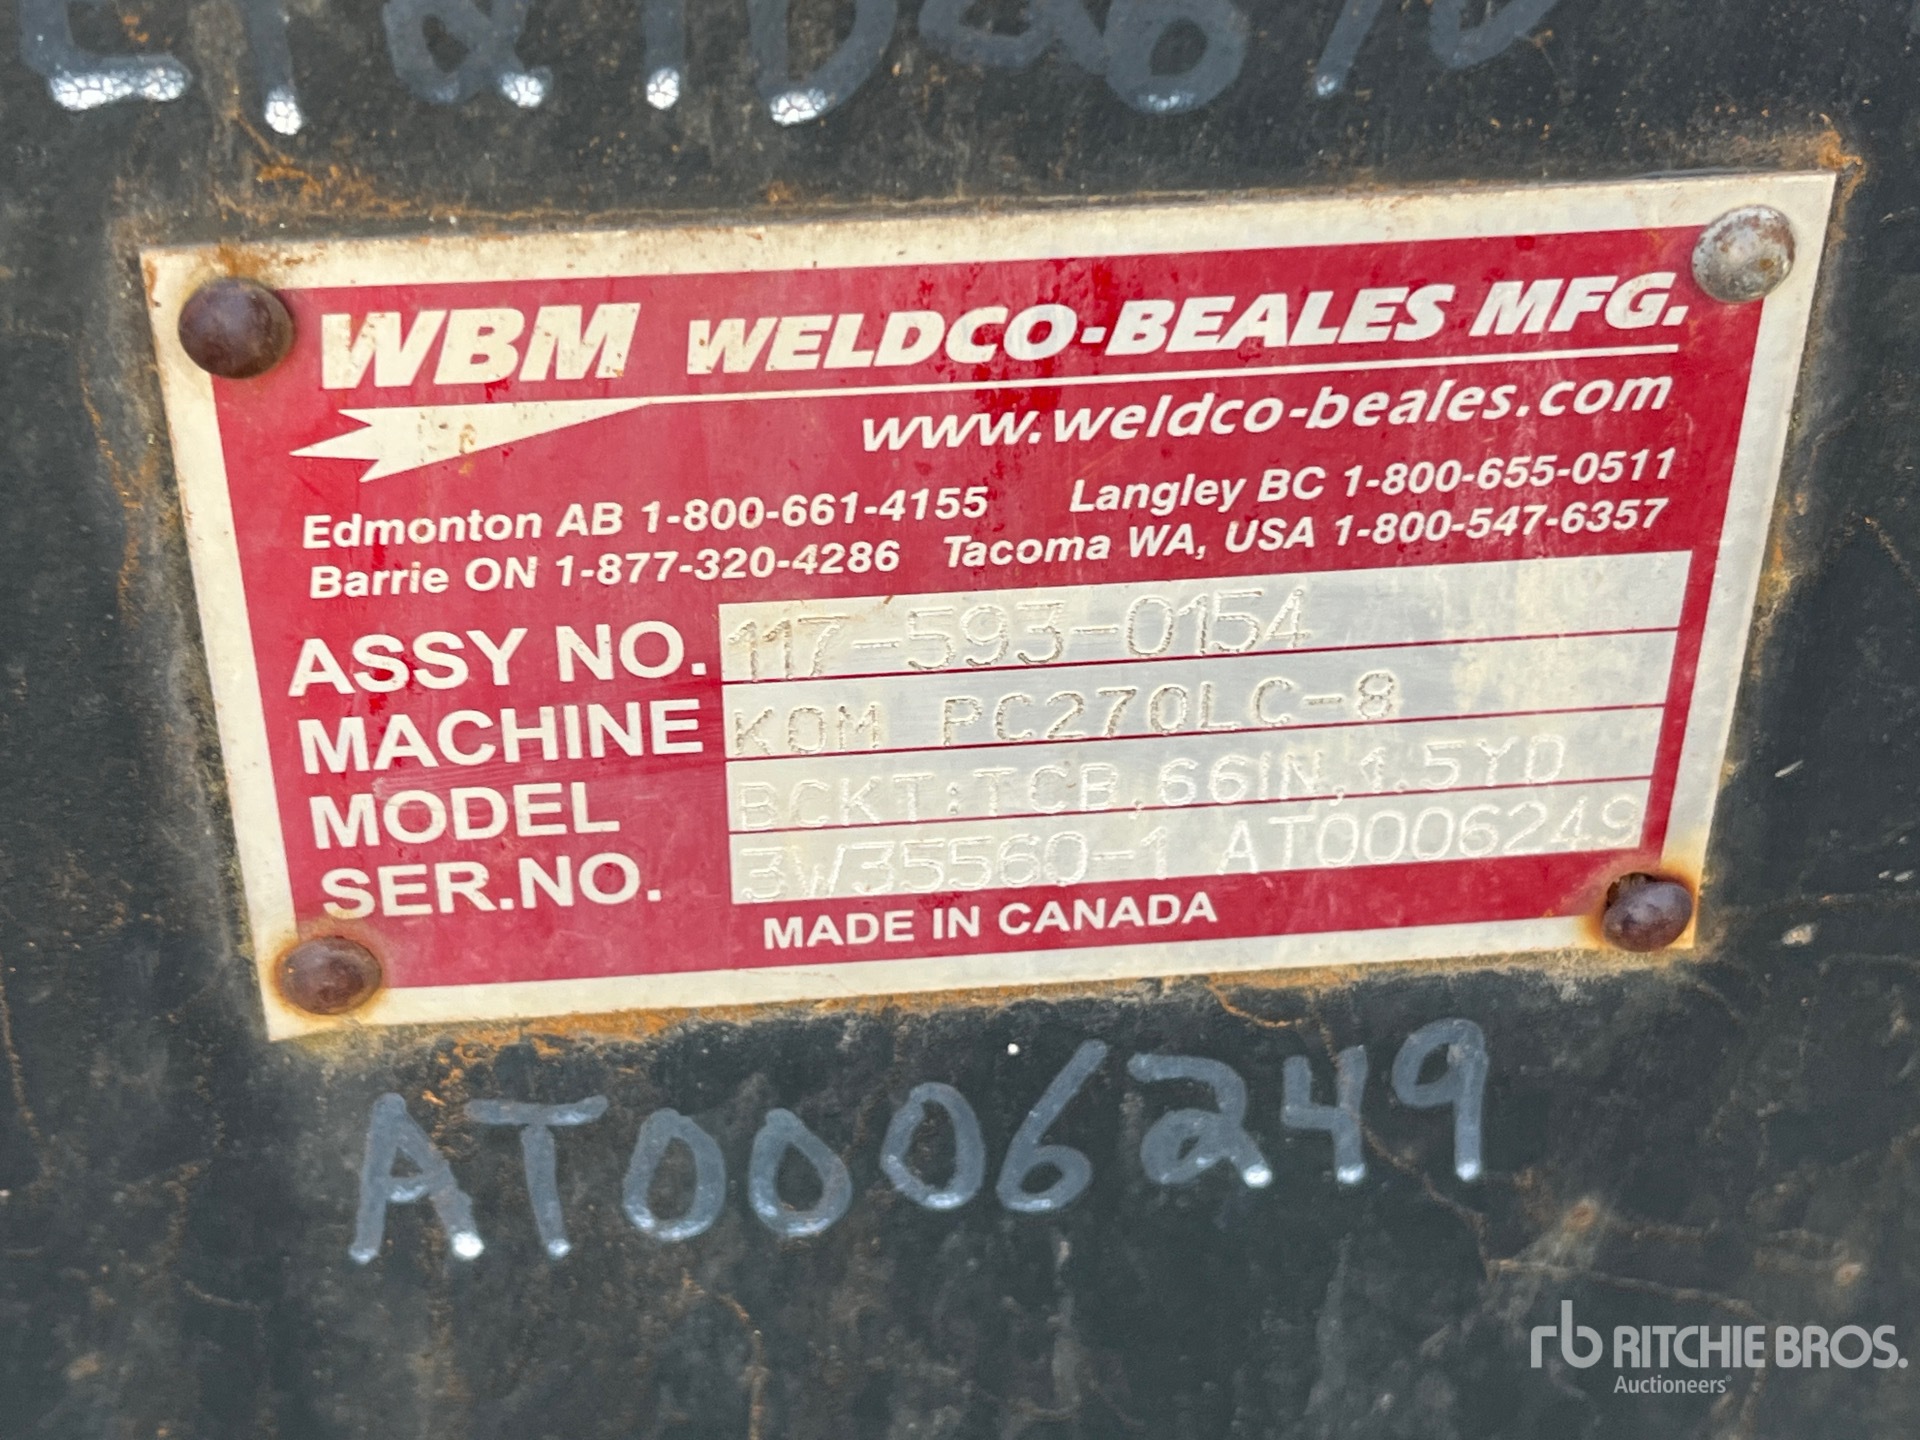 WBM WELDCO-BEALES MFG.
www.weldco-beales.com
Edmonton AB 1-800-661-4155 Langley BC 1-800-655-0511
Barrie ON 1-877-320-4286 Tacoma WA, USA 1-800-547-6357
ASSY NO. 117-593-0154
MACHINE KOM PC270LC-8
MODEL BCKT:TCB,66IN,1.5YD
SER.NO. 3W35560-1 AT0006249
MADE IN CANADA
AT0006249
rb RITCHIE BROS.
Auctioneers